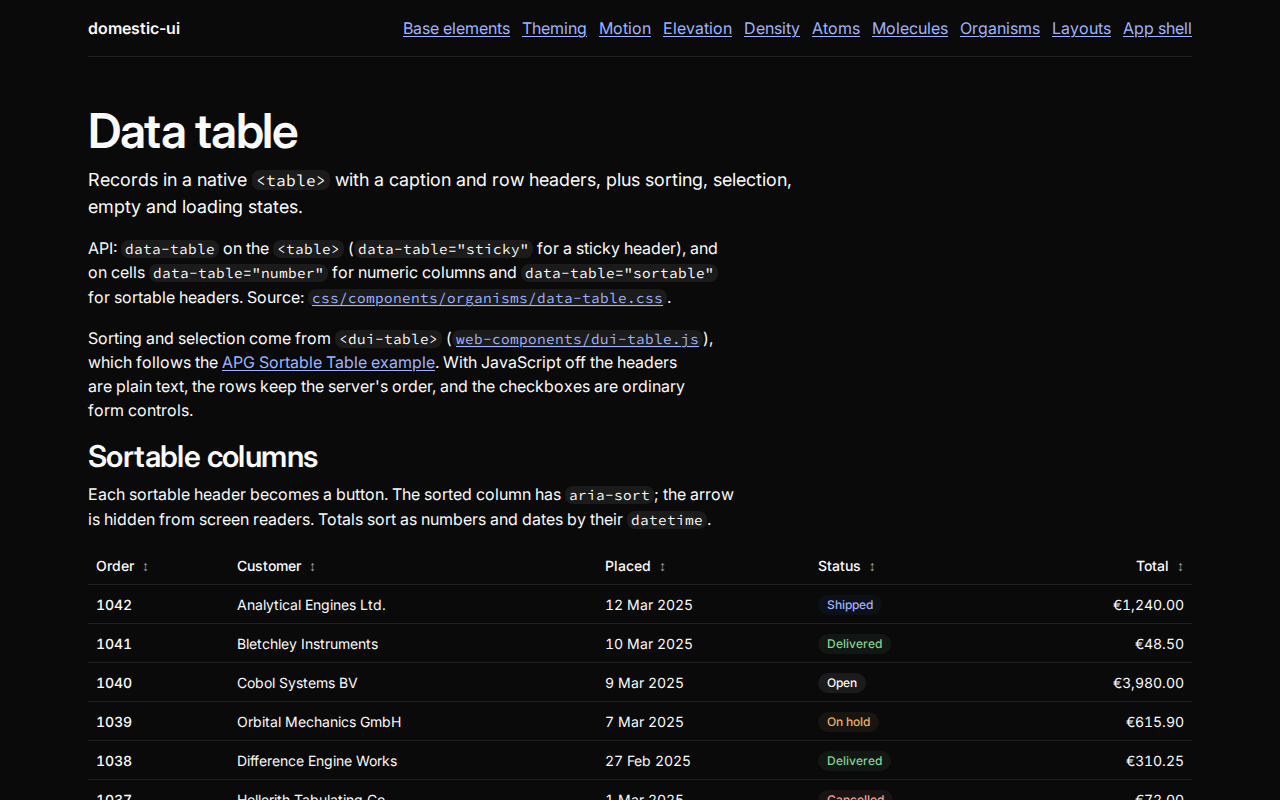 domestic-ui
Base elements Theming Motion Elevation Density Atoms Molecules Organisms Layouts App shell
Data table
Records in a native <table> with a caption and row headers, plus sorting, selection,
empty and loading states.
API: data-table on the <table> (data-table="sticky" for a sticky header), and
on cells data-table="number" for numeric columns and data-table="sortable"
for sortable headers. Source: css/components/organisms/data-table.css.
Sorting and selection come from <dui-table> (web-components/dui-table.js),
which follows the APG Sortable Table example. With JavaScript off the headers
are plain text, the rows keep the server's order, and the checkboxes are ordinary
form controls.
Sortable columns
Each sortable header becomes a button. The sorted column has aria-sort; the arrow
is hidden from screen readers. Totals sort as numbers and dates by their datetime.
Order ↕ Customer ↕ Placed ↕ Status ↕ Total ↕
1042 Analytical Engines Ltd. 12 Mar 2025 Shipped €1,240.00
1041 Bletchley Instruments 10 Mar 2025 Delivered €48.50
1040 Cobol Systems BV 9 Mar 2025 Open €3,980.00
1039 Orbital Mechanics GmbH 7 Mar 2025 On hold €615.90
1038 Difference Engine Works 27 Feb 2025 Delivered €310.25
1037 Hollerith Tabulating Co. 1 Mar 2025 Cancelled €72.00